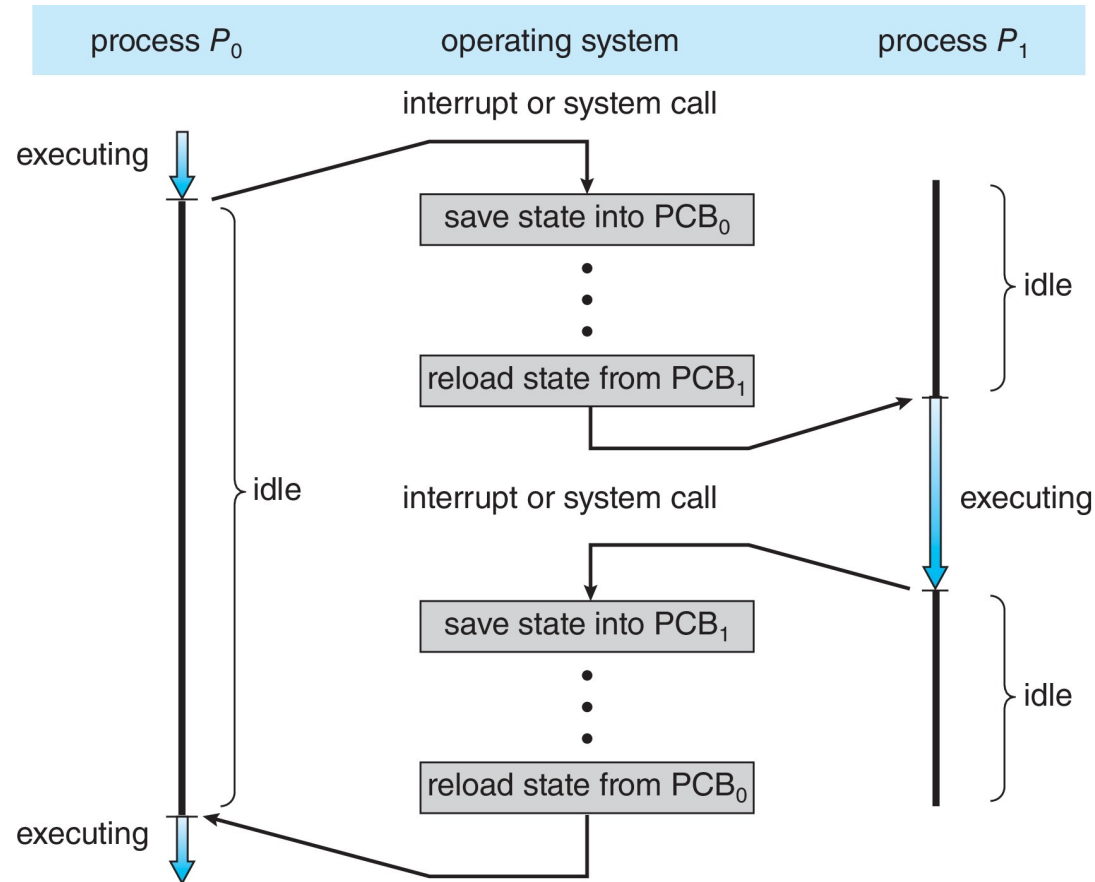 process P₀ operating system process P₁
interrupt or system call
executing
save state into PCB₀
idle
reload state from PCB₁
idle
interrupt or system call
executing
save state into PCB₁
idle
reload state from PCB₀
executing